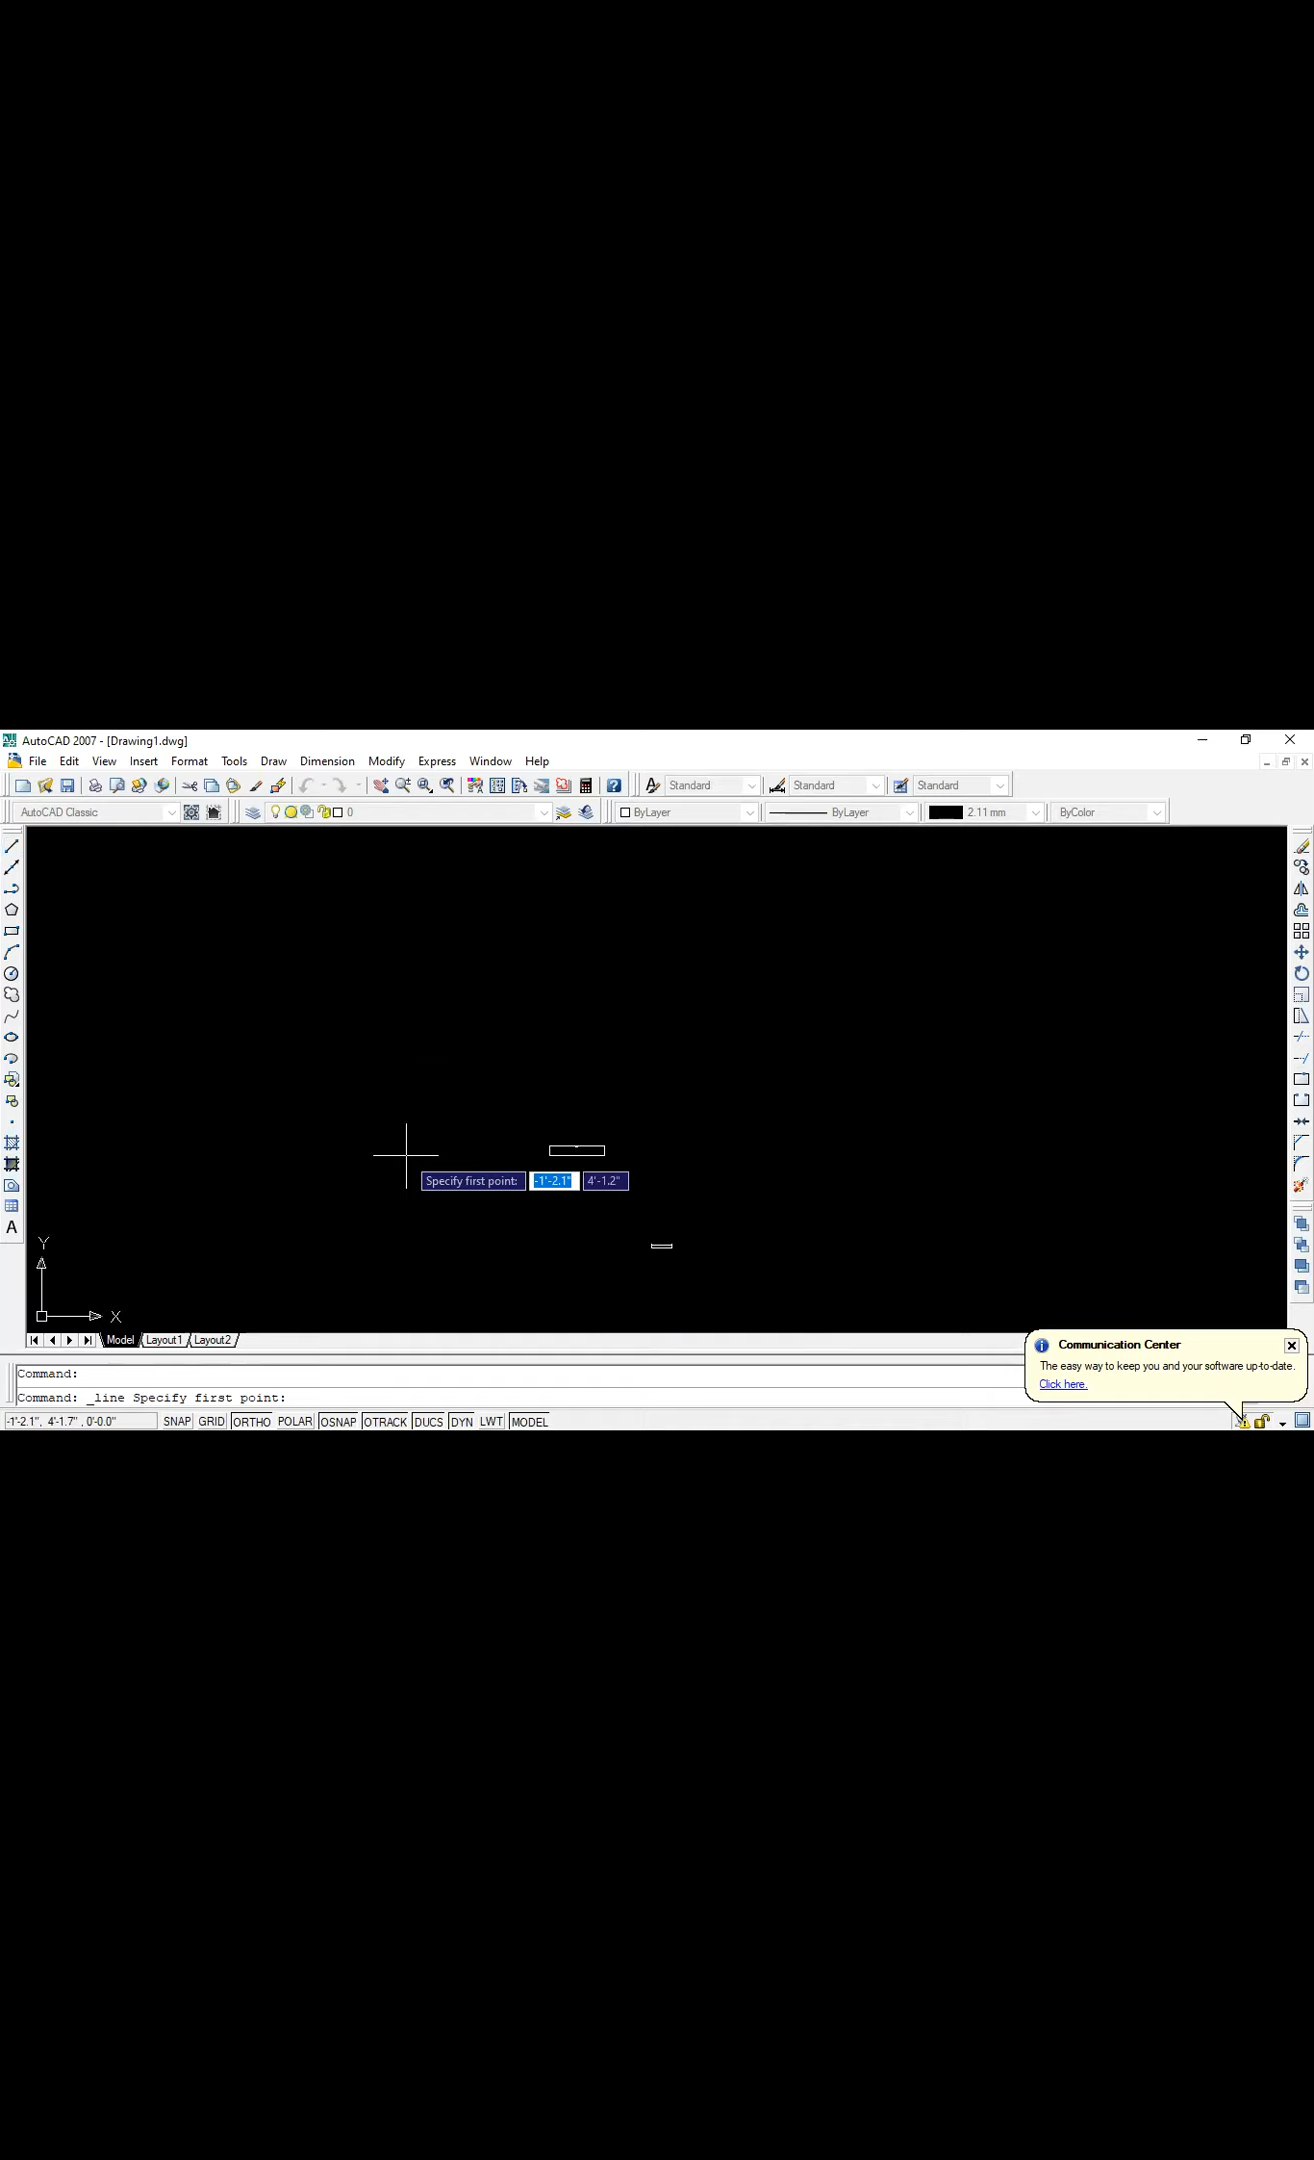 AutoCAD 2007 - [Drawing1.dwg]
File Edit View Insert Format Tools Draw Dimension Modify Express Window Help
Standard Standard Standard
AutoCAD Classic 0 ByLayer ByLayer 2.11 mm ByColor
A
Specify first point: -1'-2.1" 4'-1.2"
Y
X
Model Layout1 Layout2
Communication Center
The easy way to keep you and your software up-to-date.
Click here.
Command:
Command: _line Specify first point:
-1'-2.1", 4'-1.7" , 0'-0.0" SNAP GRID ORTHO POLAR OSNAP OTRACK DUCS DYN LWT MODEL